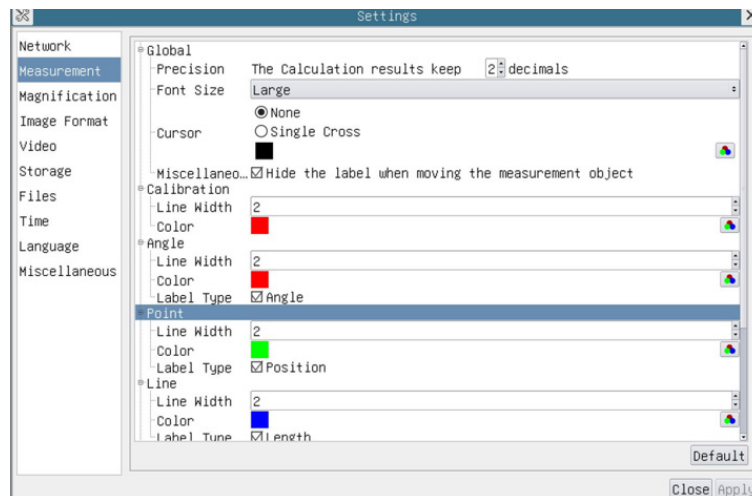 Settings
Network
Measurement
Magnification
Image Format
Video
Storage
Files
Time
Language
Miscellaneous
Global
Precision The Calculation results keep 2 decimals
Font Size Large
None
Cursor Single Cross
Miscellaneo... Hide the label when moving the measurement object
Calibration
Line Width 2
Color
Angle
Line Width 2
Color
Label Type Angle
Point
Line Width 2
Color
Label Type Position
Line
Line Width 2
Color
Label Type Length
Default
Close Apply